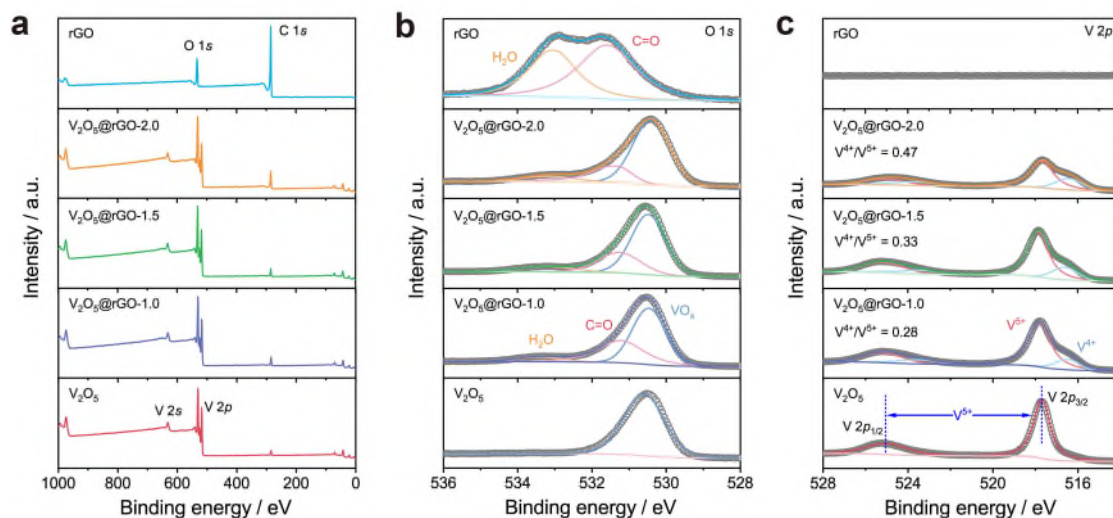 a
rGO
C 1s
O 1s
V₂O₅@rGO-2.0
V₂O₅@rGO-1.5
V₂O₅@rGO-1.0
V₂O₅
V 2s
V 2p
Intensity / a.u.
1000 800 600 400 200 0
Binding energy / eV
b
rGO
O 1s
H₂O
C=O
V₂O₅@rGO-2.0
V₂O₅@rGO-1.5
V₂O₅@rGO-1.0
VOₓ
C=O
H₂O
V₂O₅
Intensity / a.u.
536 534 532 530 528
Binding energy / eV
c
rGO
V 2p
V₂O₅@rGO-2.0
V⁴⁺/V⁵⁺ = 0.47
V₂O₅@rGO-1.5
V⁴⁺/V⁵⁺ = 0.33
V₂O₅@rGO-1.0
V⁴⁺/V⁵⁺ = 0.28
V⁵⁺
V⁴⁺
V₂O₅
V 2p₃/₂
V⁵⁺
V 2p₁/₂
Intensity / a.u.
528 524 520 516
Binding energy / eV